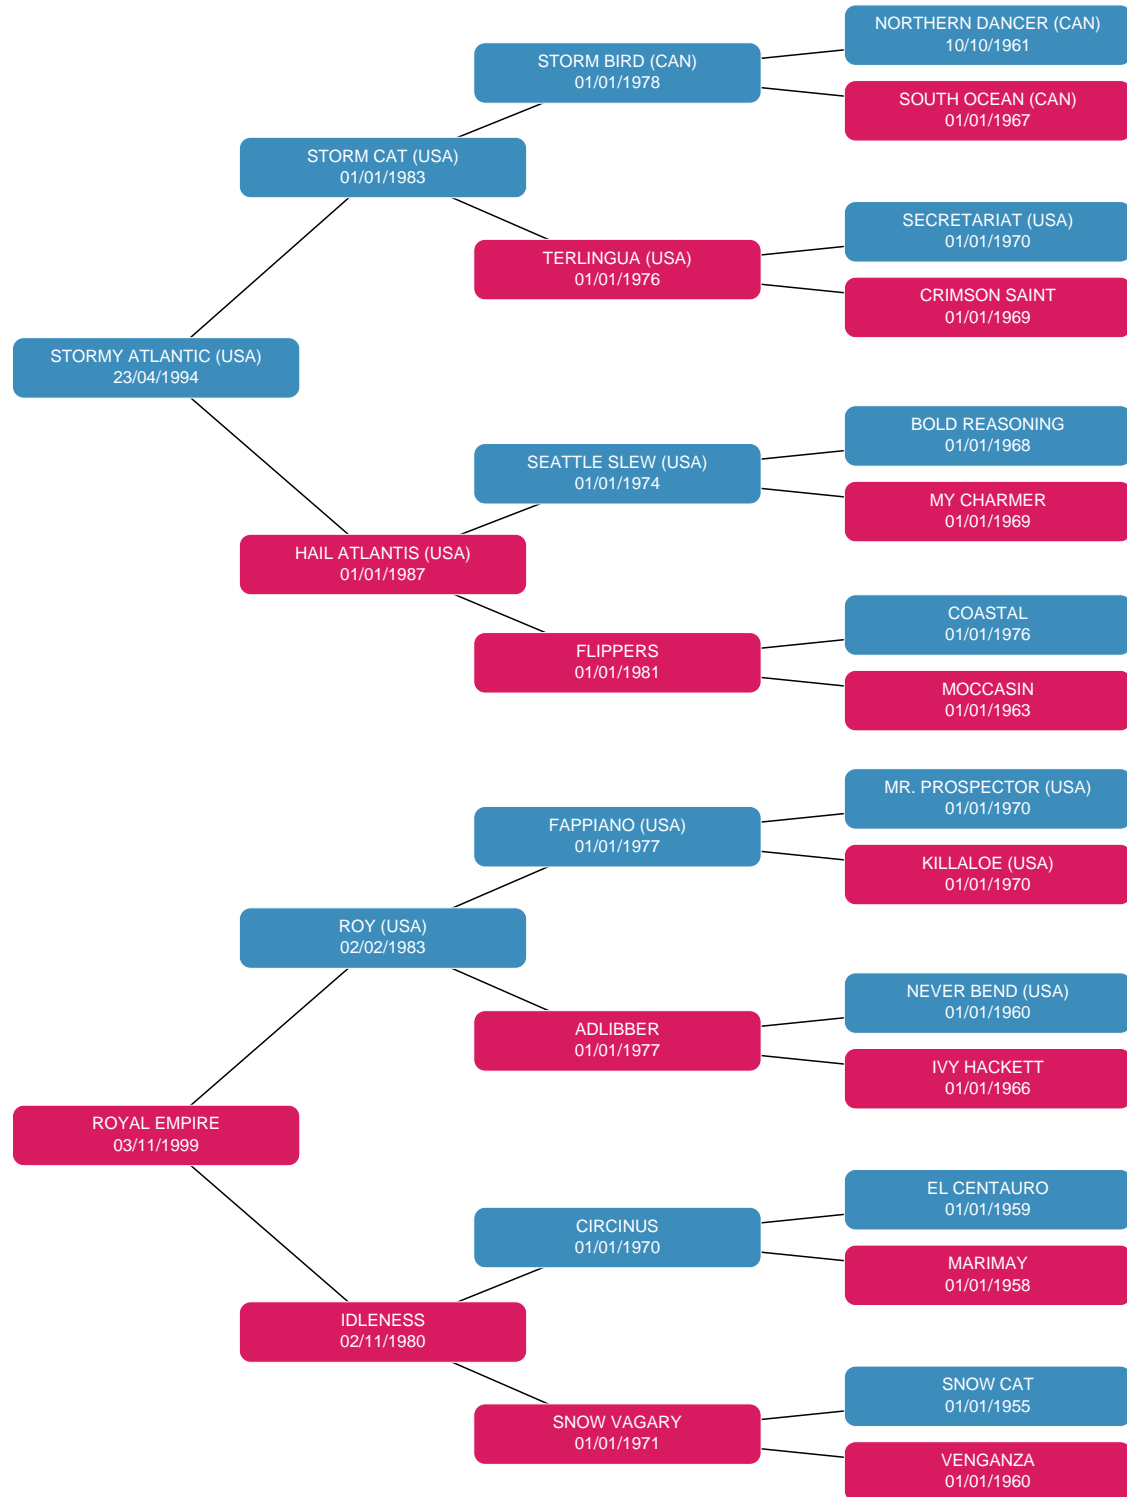 NORTHERN DANCER (CAN)
10/10/1961
STORM BIRD (CAN)
01/01/1978
SOUTH OCEAN (CAN)
01/01/1967
STORM CAT (USA)
01/01/1983
SECRETARIAT (USA)
01/01/1970
TERLINGUA (USA)
01/01/1976
CRIMSON SAINT
01/01/1969
STORMY ATLANTIC (USA)
23/04/1994
BOLD REASONING
01/01/1968
SEATTLE SLEW (USA)
01/01/1974
MY CHARMER
01/01/1969
HAIL ATLANTIS (USA)
01/01/1987
COASTAL
01/01/1976
FLIPPERS
01/01/1981
MOCCASIN
01/01/1963
MR. PROSPECTOR (USA)
01/01/1970
FAPPIANO (USA)
01/01/1977
KILLALOE (USA)
01/01/1970
ROY (USA)
02/02/1983
NEVER BEND (USA)
01/01/1960
ADLIBBER
01/01/1977
IVY HACKETT
01/01/1966
ROYAL EMPIRE
03/11/1999
EL CENTAURO
01/01/1959
CIRCINUS
01/01/1970
MARIMAY
01/01/1958
IDLENESS
02/11/1980
SNOW CAT
01/01/1955
SNOW VAGARY
01/01/1971
VENGANZA
01/01/1960